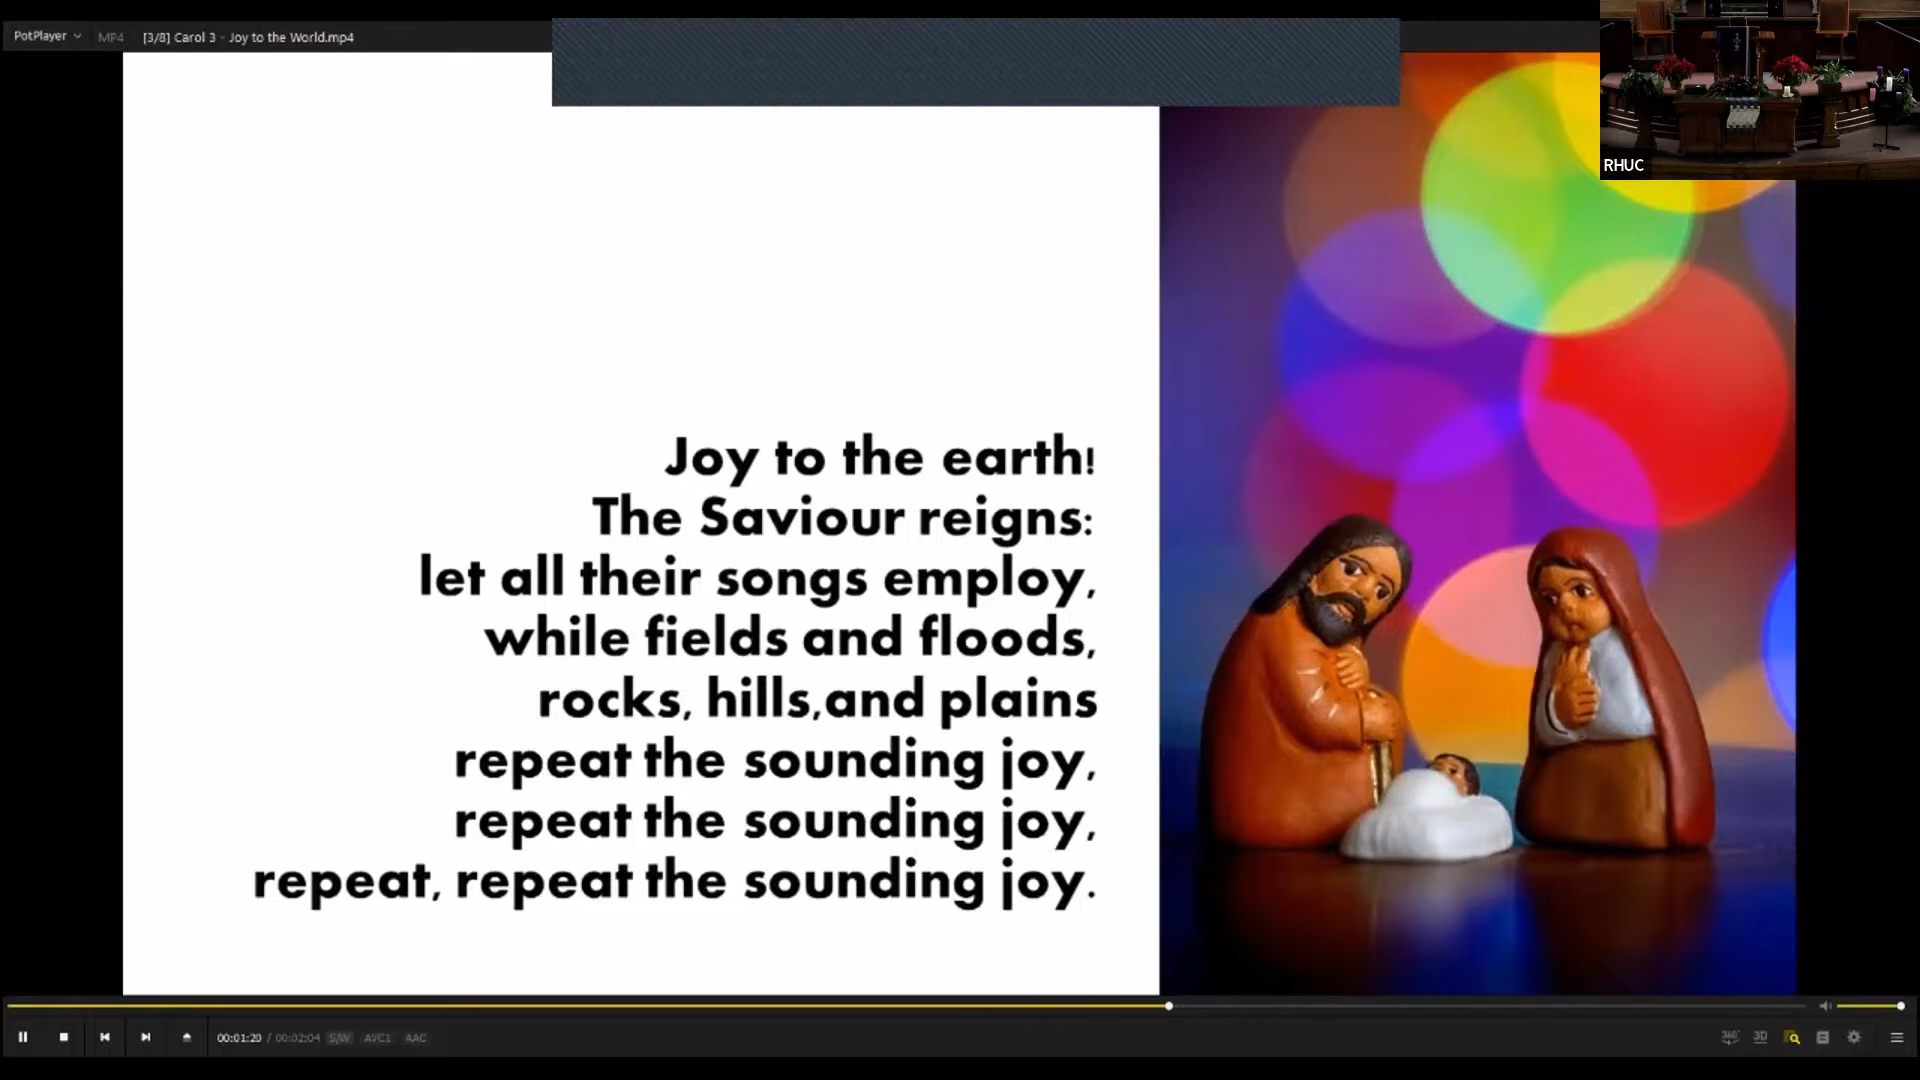 PotPlayer MP4 [3/8] Carol 3 - Joy to the World.mp4
RHUC
Joy to the earth!
The Saviour reigns:
let all their songs employ,
while fields and floods,
rocks, hills,and plains
repeat the sounding joy,
repeat the sounding joy,
repeat, repeat the sounding joy.
00:01:20 / 00:02:04 S/W AVC1 AAC
360° 3D